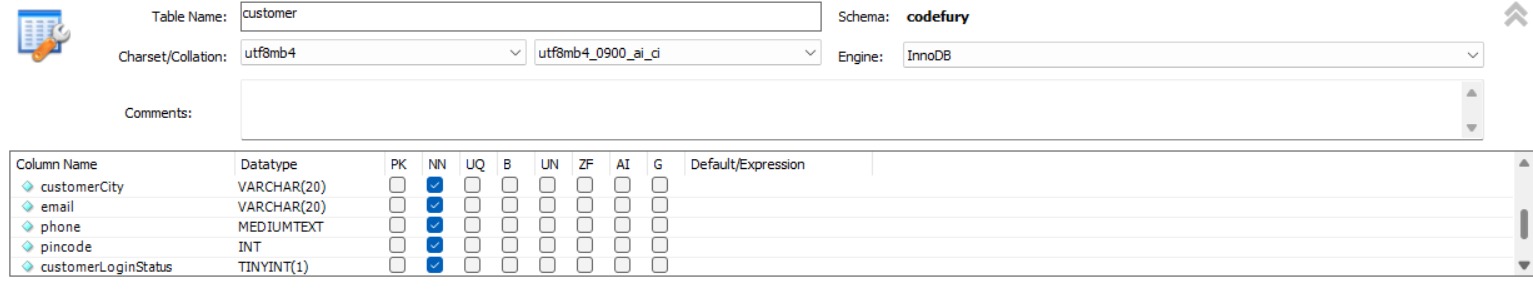 Table Name: customer Schema: codefury
Charset/Collation: utf8mb4 utf8mb4_0900_ai_ci Engine: InnoDB
Comments:
Column Name Datatype PK NN UQ B UN ZF AI G Default/Expression
customerCity VARCHAR(20)
email VARCHAR(20)
phone MEDIUMTEXT
pincode INT
customerLoginStatus TINYINT(1)